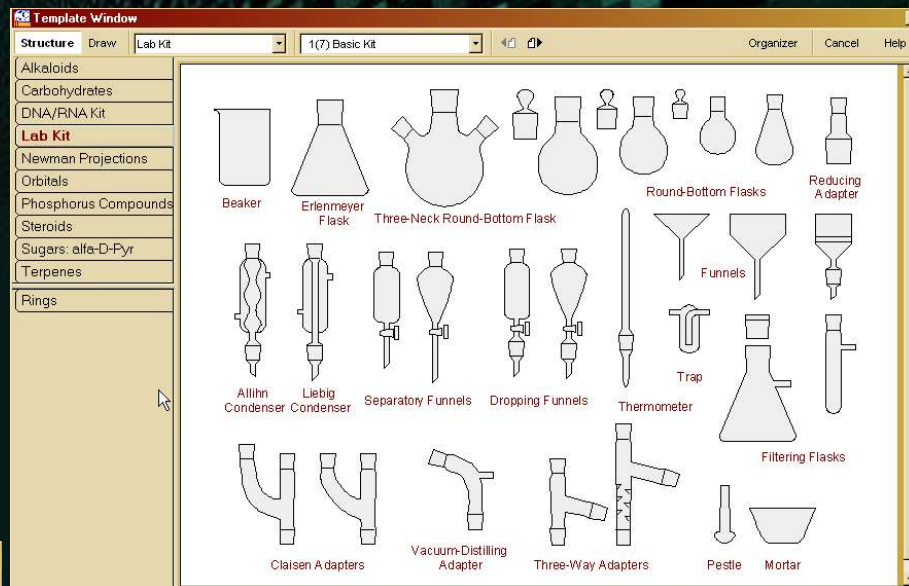 Template Window
Structure Draw Lab Kit 1(7) Basic Kit Organizer Cancel Help
Alkaloids
Carbohydrates
DNA/RNA Kit
Lab Kit
Newman Projections
Orbitals
Phosphorus Compounds
Steroids
Sugars: alfa-D-Pyr
Terpenes
Rings
Beaker
Erlenmeyer
Flask
Three-Neck Round-Bottom Flask
Round-Bottom Flasks
Reducing
Adapter
Funnels
Allihn
Condenser
Liebig
Condenser
Separatory Funnels
Dropping Funnels
Thermometer
Trap
Filtering Flasks
Claisen Adapters
Vacuum-Distilling
Adapter
Three-Way Adapters
Pestle
Mortar